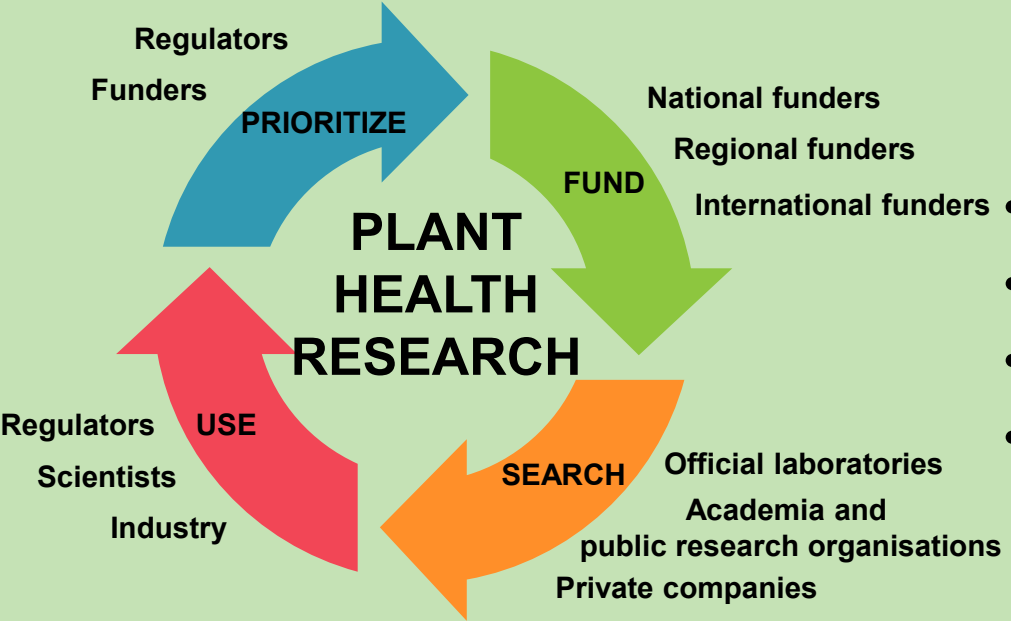 Regulators
Funders
PRIORITIZE
National funders
Regional funders
FUND
International funders
PLANT
HEALTH
RESEARCH
Regulators
USE
Scientists
Industry
SEARCH
Official laboratories
Academia and
public research organisations
Private companies